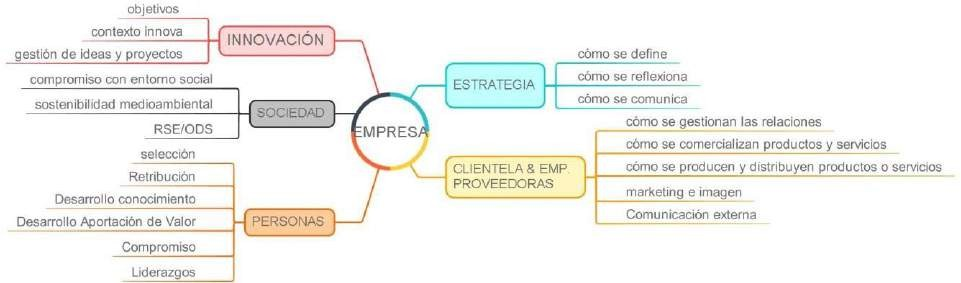 objetivos
contexto innova
gestión de ideas y proyectos
INNOVACIÓN
compromiso con entorno social
sostenibilidad medioambiental
RSE/ODS
SOCIEDAD
selección
Retribución
Desarrollo conocimiento
Desarrollo Aportación de Valor
Compromiso
Liderazgos
PERSONAS
EMPRESA
ESTRATEGIA
cómo se define
cómo se reflexiona
cómo se comunica
CLIENTELA & EMP.
PROVEEDORAS
cómo se gestionan las relaciones
cómo se comercializan productos y servicios
cómo se producen y distribuyen productos o servicios
marketing e imagen
Comunicación externa